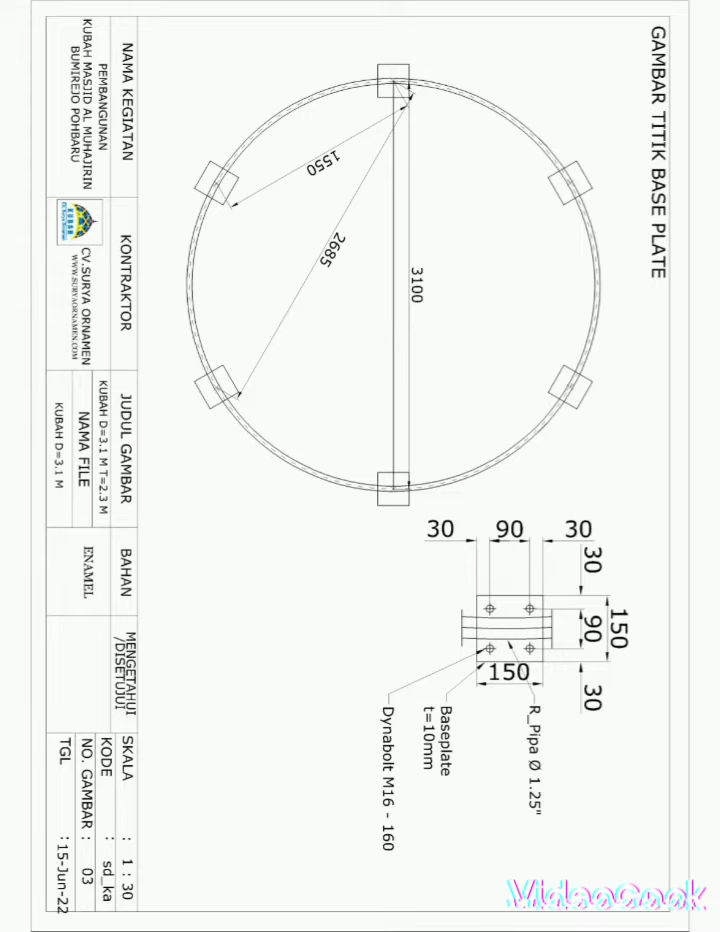 GAMBAR TITIK BASE PLATE
1550
2685
3100
30
90
30
30
90
30
150
150
R_Pipa Ø 1.25"
Baseplate
t=10mm
Dynabolt M16 - 160
NAMA KEGIATAN
PEMBANGUNAN
KUBAH MASJID AL MUHAJIRIN
BUMIREJO POHBARU
KONTRAKTOR
KUBAH
CV.SURYA ORNAMEN
WWW.SURYAORNAMEN.COM
JUDUL GAMBAR
KUBAH D=3.1 M T=2.3 M
NAMA FILE
KUBAH D=3.1 M
BAHAN
ENAMEL
MENGETAHUI
/DISETUJUI
SKALA : 1 : 30
KODE : sd_ka
NO. GAMBAR : 03
TGL : 15-Jun-22
VideoCook